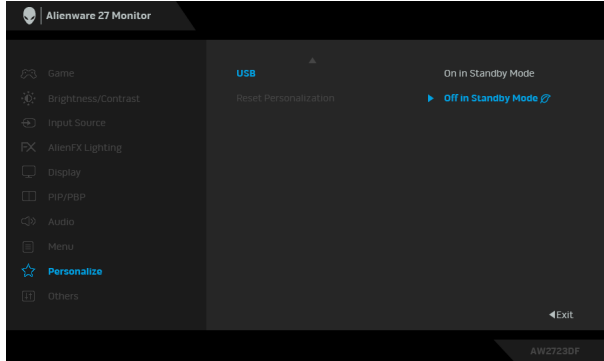 Alienware 27 Monitor
Game
Brightness/Contrast
Input Source
AlienFX Lighting
Display
PIP/PBP
Audio
Menu
Personalize
Others
USB
Reset Personalization
On in Standby Mode
Off in Standby Mode
Exit
AW2723DF